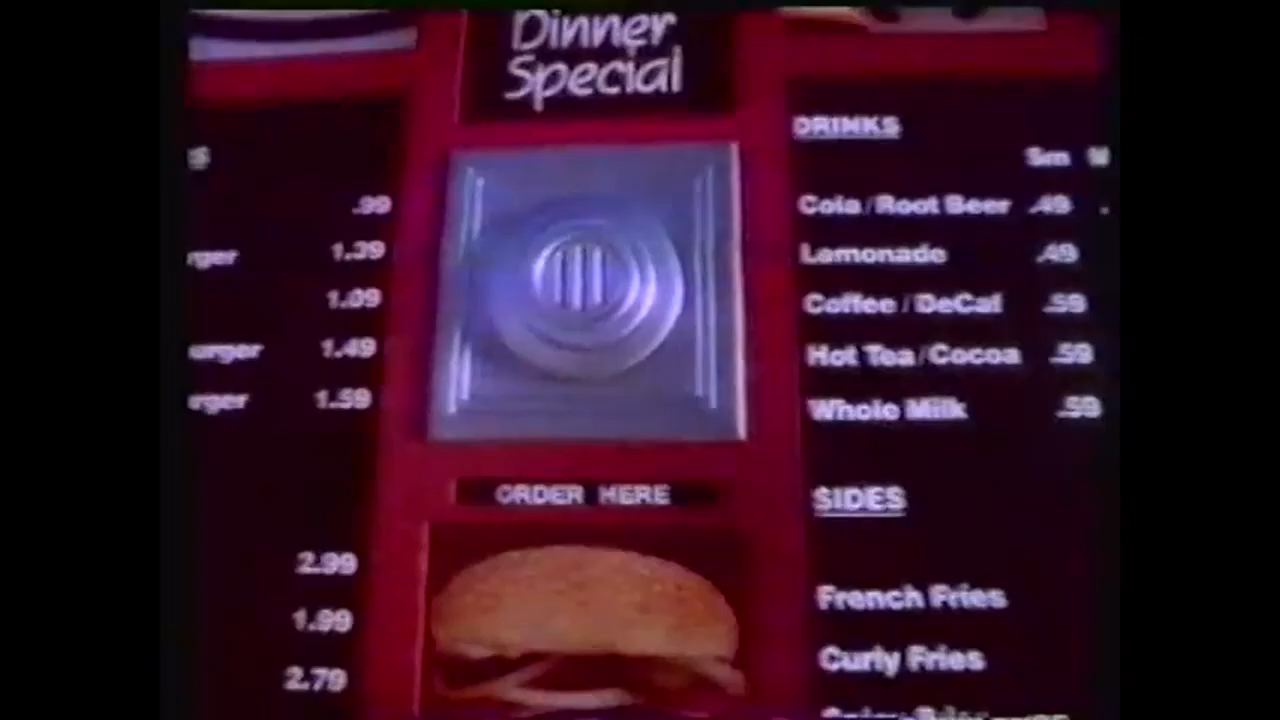 Dinner
Special
.99
rger 1.39
1.09
urger 1.49
rger 1.59
2.99
1.99
2.79
ORDER HERE
DRINKS
Sm
Cola/Root Beer .49
Lemonade .49
Coffee/DeCaf .59
Hot Tea/Cocoa .59
Whole Milk .59
SIDES
French Fries
Curly Fries